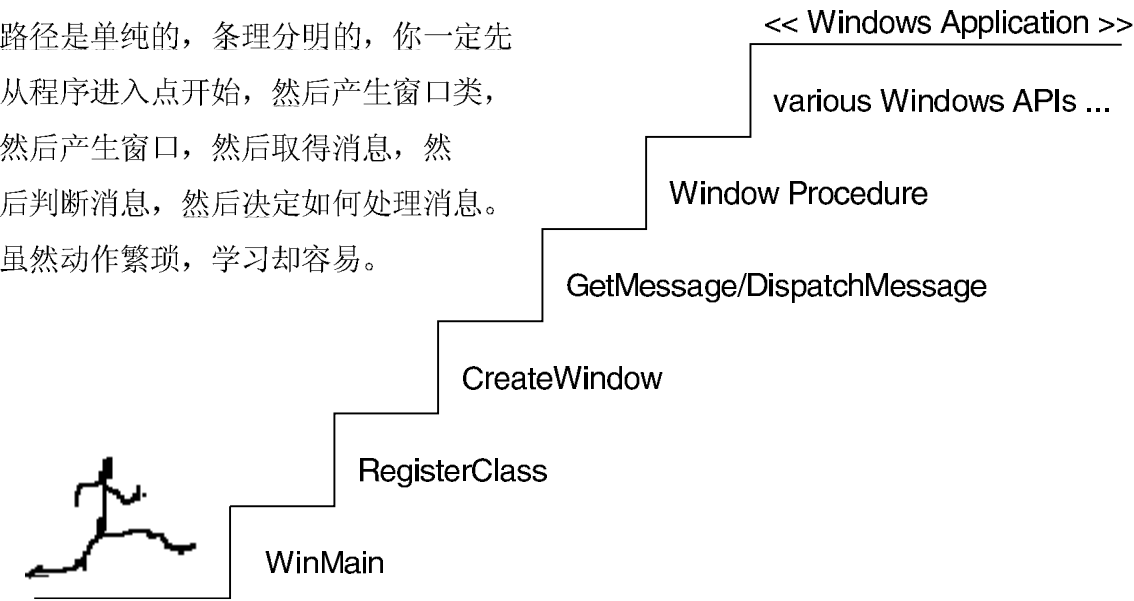 路径是单纯的，条理分明的，你一定先
从程序进入点开始，然后产生窗口类，
然后产生窗口，然后取得消息，然
后判断消息，然后决定如何处理消息。
虽然动作繁琐，学习却容易。
<< Windows Application >>
various Windows APIs ...
Window Procedure
GetMessage/DispatchMessage
CreateWindow
RegisterClass
WinMain